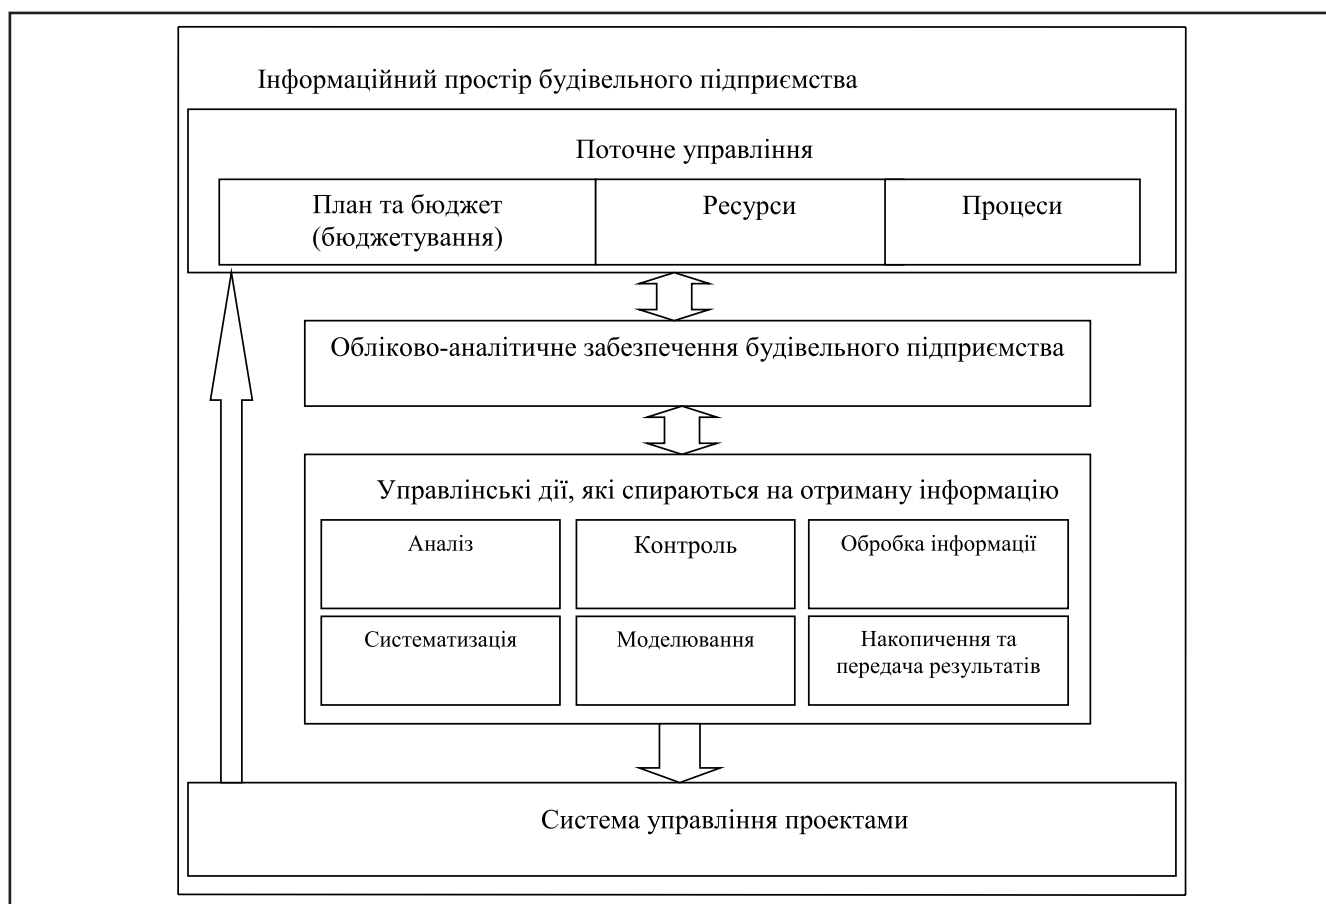 Інформаційний простір будівельного підприємства
Поточне управління
План та бюджет
(бюджетування)
Ресурси
Процеси
Обліково-аналітичне забезпечення будівельного підприємства
Управлінські дії, які спираються на отриману інформацію
Аналіз
Контроль
Обробка інформації
Систематизація
Моделювання
Накопичення та
передача результатів
Система управління проектами